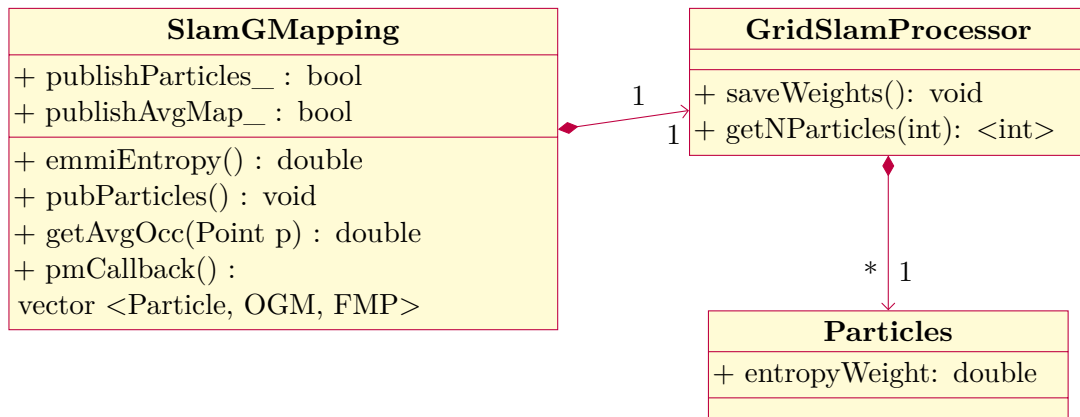 SlamGMapping
+ publishParticles_ : bool
+ publishAvgMap_ : bool
+ emmiEntropy() : double
+ pubParticles() : void
+ getAvgOcc(Point p) : double
+ pmCallback() :
vector <Particle, OGM, FMP>
1
1
GridSlamProcessor
+ saveWeights(): void
+ getNParticles(int): <int>
* 1
Particles
+ entropyWeight: double